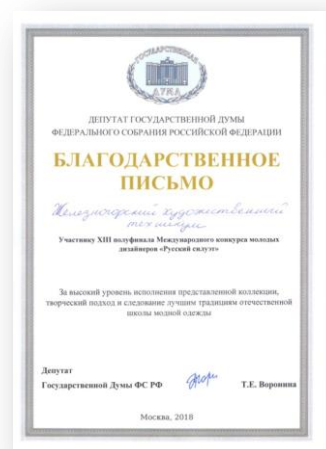 ГОСУДАРСТВЕННАЯ
ДУМА
ДЕПУТАТ ГОСУДАРСТВЕННОЙ ДУМЫ
ФЕДЕРАЛЬНОГО СОБРАНИЯ РОССИЙСКОЙ ФЕДЕРАЦИИ
БЛАГОДАРСТВЕННОЕ
ПИСЬМО
Железногорский художественный
техникум
Участнику XIII полуфинала Международного конкурса молодых
дизайнеров «Русский силуэт»
За высокий уровень исполнения представленной коллекции,
творческий подход и следование лучшим традициям отечественной
школы модной одежды
Депутат
Государственной Думы ФС РФ
Т.Е. Воронина
Москва, 2018